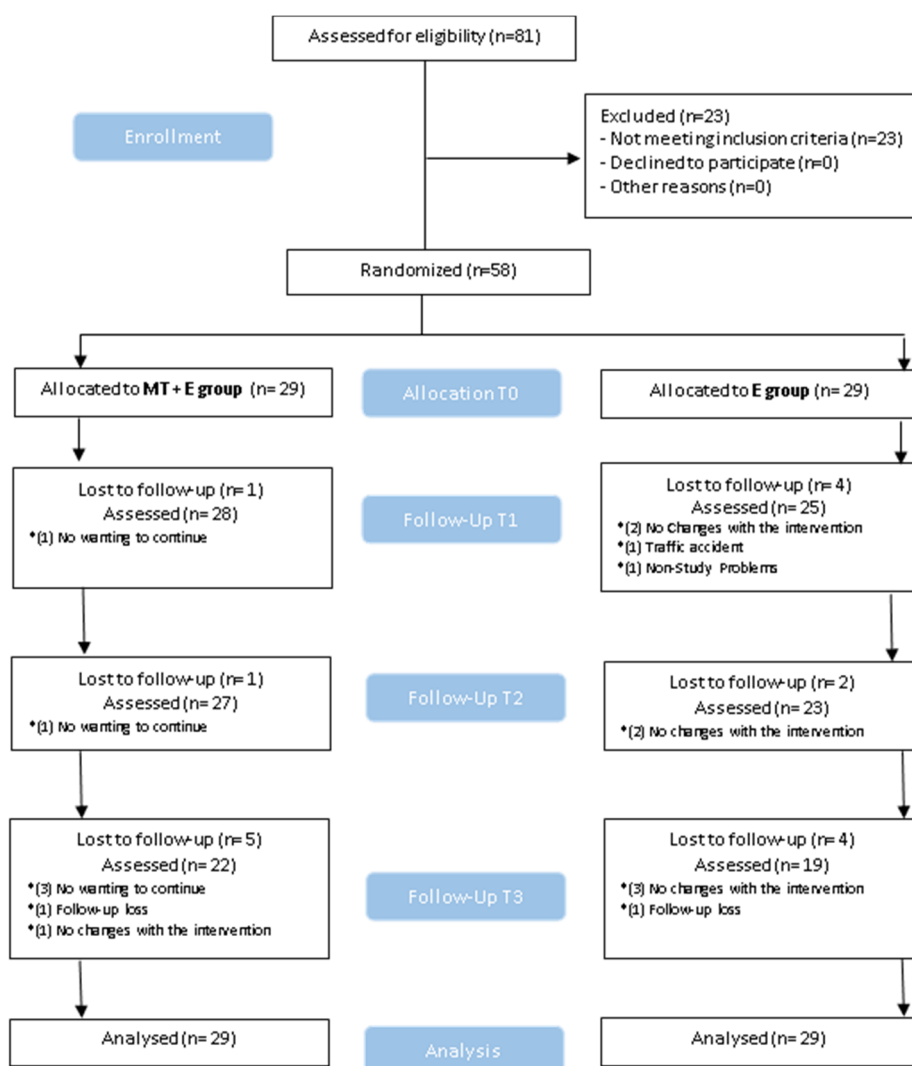 Assessed for eligibility (n=81)
Enrollment
Excluded (n=23)
- Not meeting inclusion criteria (n=23)
- Declined to participate (n=0)
- Other reasons (n=0)
Randomized (n=58)
Allocated to MT + E group (n= 29)
Allocation T0
Allocated to E group (n= 29)
Lost to follow-up (n= 1)
Assessed (n= 28)
*(1) No wanting to continue
Follow-Up T1
Lost to follow-up (n= 4)
Assessed (n= 25)
*(2) No Changes with the intervention
*(1) Traffic accident
*(1) Non-Study Problems
Lost to follow-up (n= 1)
Assessed (n= 27)
*(1) No wanting to continue
Follow-Up T2
Lost to follow-up (n= 2)
Assessed (n= 23)
*(2) No changes with the intervention
Lost to follow-up (n= 5)
Assessed (n= 22)
*(3) No wanting to continue
*(1) Follow-up loss
*(1) No changes with the intervention
Follow-Up T3
Lost to follow-up (n= 4)
Assessed (n= 19)
*(3) No changes with the intervention
*(1) Follow-up loss
Analysed (n= 29)
Analysis
Analysed (n= 29)